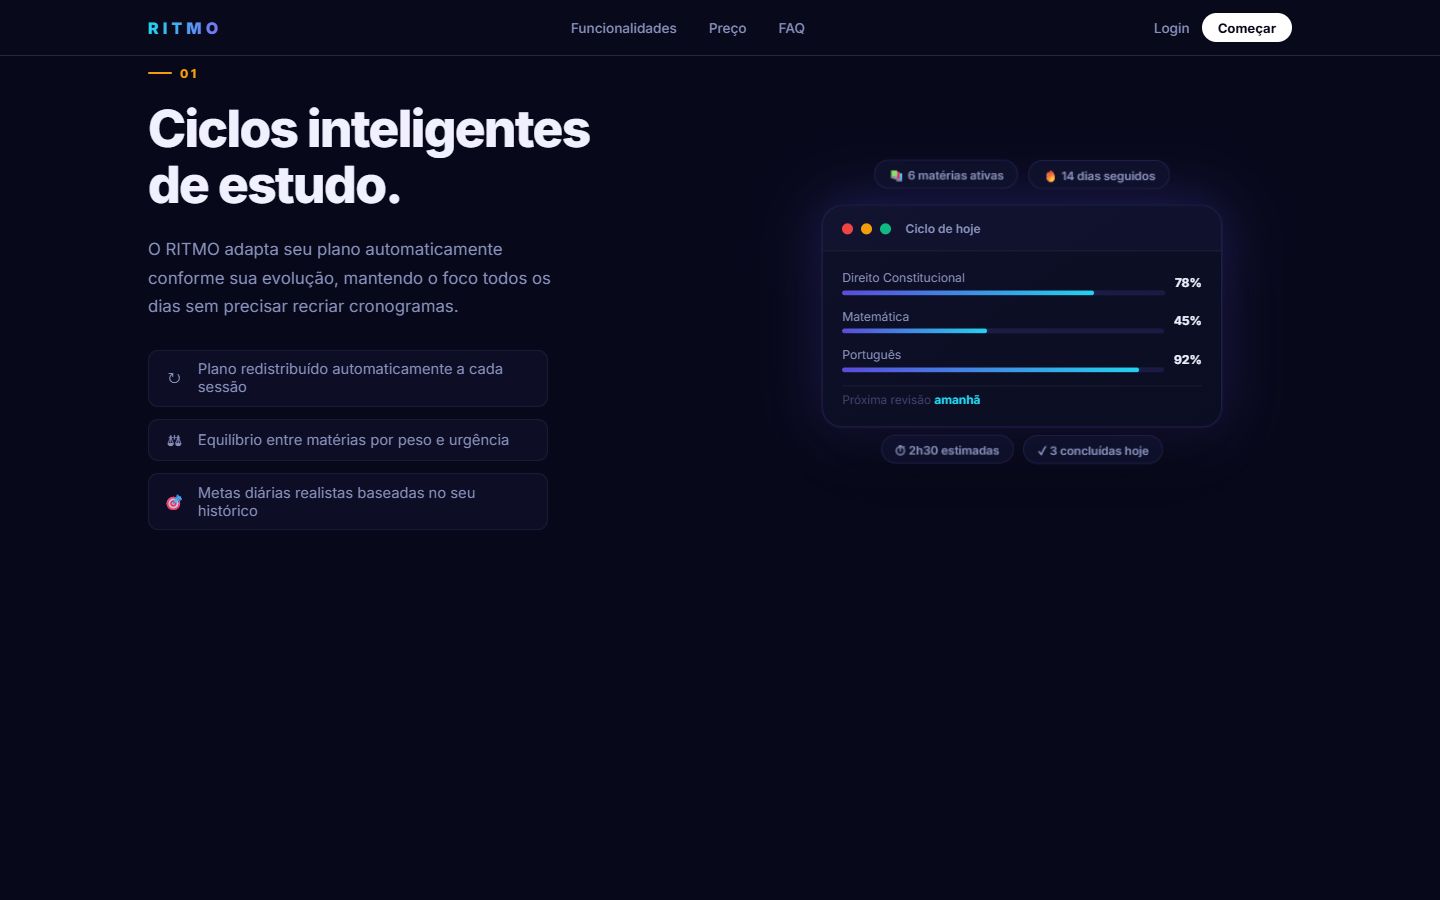 RITMO
Funcionalidades
Preço
FAQ
Login
Começar
01
Ciclos inteligentes
de estudo.
O RITMO adapta seu plano automaticamente
conforme sua evolução, mantendo o foco todos os
dias sem precisar recriar cronogramas.
Plano redistribuído automaticamente a cada
sessão
Equilíbrio entre matérias por peso e urgência
Metas diárias realistas baseadas no seu
histórico
6 matérias ativas
14 dias seguidos
Ciclo de hoje
Direito Constitucional
78%
Matemática
45%
Português
92%
Próxima revisão amanhã
2h30 estimadas
✓ 3 concluídas hoje